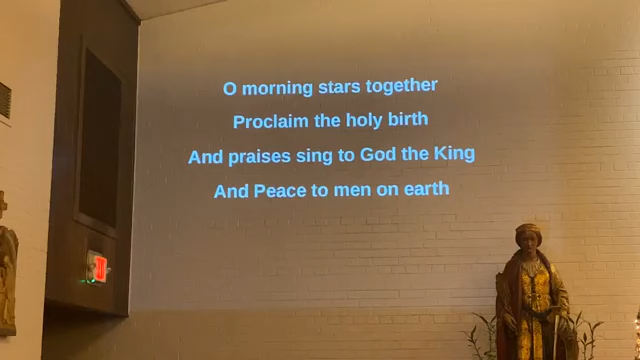 O morning stars together
Proclaim the holy birth
And praises sing to God the King
And Peace to men on earth